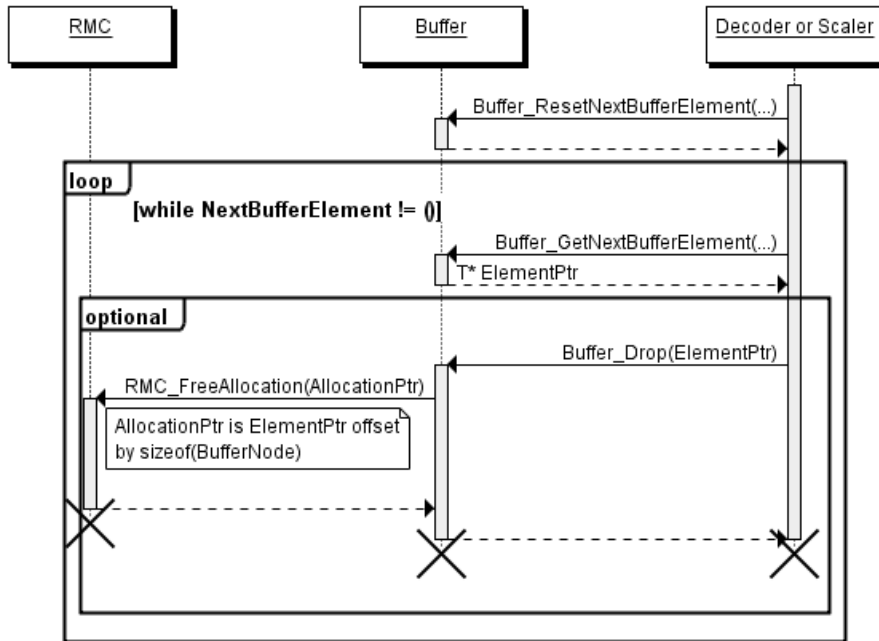 RMC
Buffer
Decoder or Scaler
Buffer_ResetNextBufferElement(...)
loop
[while NextBufferElement != ()]
Buffer_GetNextBufferElement(...)
T* ElementPtr
optional
Buffer_Drop(ElementPtr)
RMC_FreeAllocation(AllocationPtr)
AllocationPtr is ElementPtr offset
by sizeof(BufferNode)